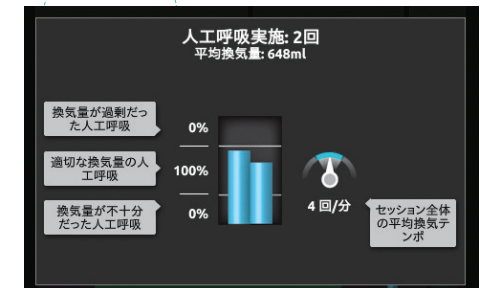 人工呼吸実施: 2回
平均換気量: 648ml
換気量が過剰だっ
た人工呼吸
0%
適切な換気量の人
工呼吸
100%
換気量が不十分
だった人工呼吸
0%
4 回/分
セッション全体
の平均換気テ
ンポ